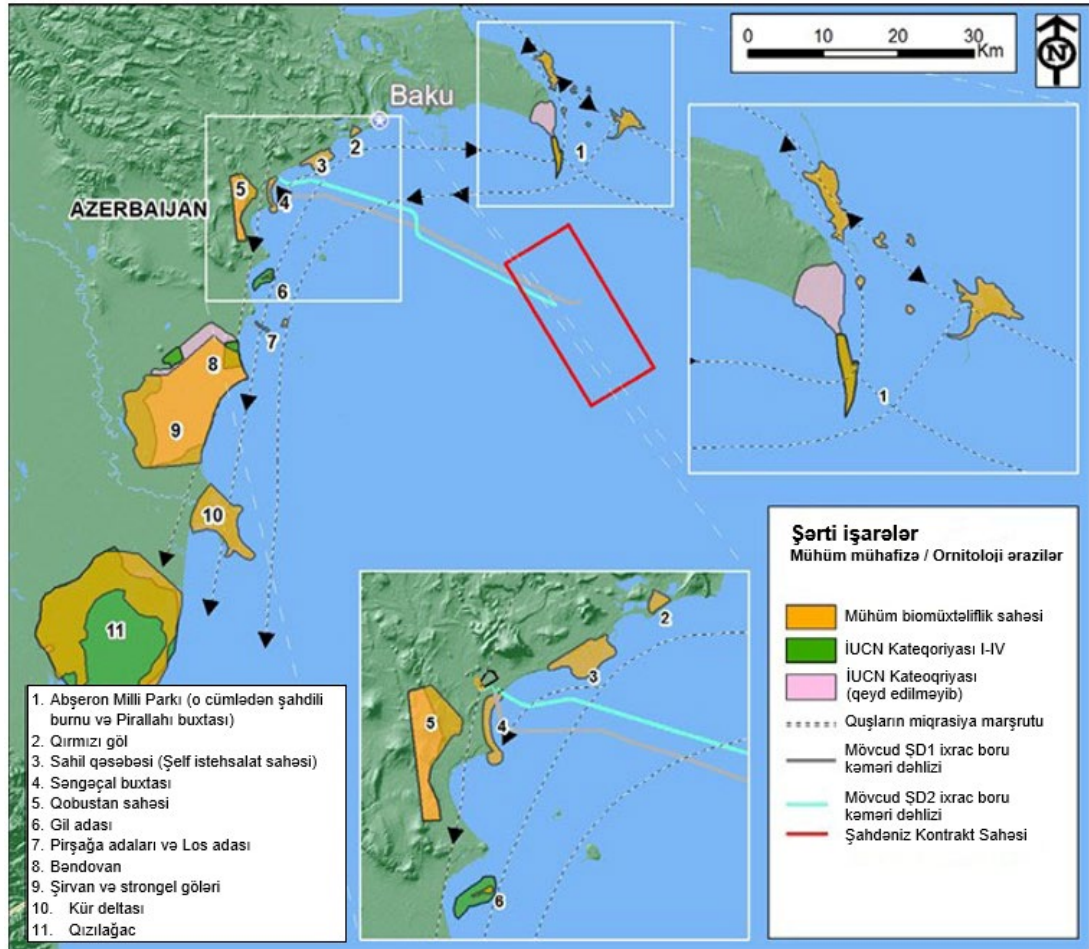 0 10 20 30
Km
N
Baku
AZERBAIJAN
1
2
3
4
5
6
7
8
9
10
11
1
2
3
4
5
6
Şərti işarələr
Mühüm mühafizə / Ornitoloji ərazilər
Mühüm biomüxtəliflik sahəsi
İUCN Kateqoriyası I-IV
İUCN Kateoqriyası
(qeyd edilməyib)
Quşların miqrasiya marşrutu
Mövcud ŞD1 ixrac boru
kəməri dəhlizi
Mövcud ŞD2 ixrac boru
kəməri dəhlizi
Şahdəniz Kontrakt Sahəsi
1. Abşeron Milli Parkı (o cümlədən şahdili
burnu və Pirallahı buxtası)
2. Qırmızı göl
3. Sahil qəsəbəsi (Şelf istehsalat sahəsi)
4. Səngəçal buxtası
5. Qobustan sahəsi
6. Gil adası
7. Pirşağa adaları və Los adası
8. Bəndovan
9. Şirvan və strongel göləri
10. Kür deltası
11. Qızılağac